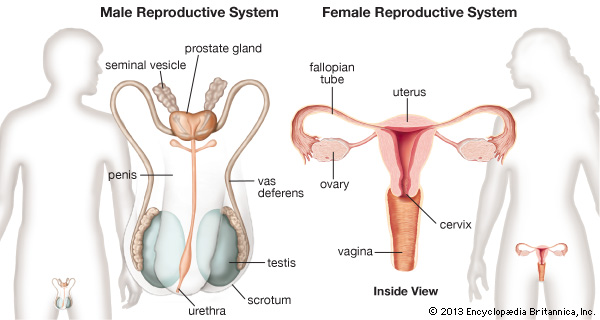 Male Reproductive System
prostate gland
seminal vesicle
penis
vas
deferens
testis
scrotum
urethra
Female Reproductive System
fallopian
tube
uterus
ovary
cervix
vagina
Inside View
© 2013 Encyclopædia Britannica, Inc.